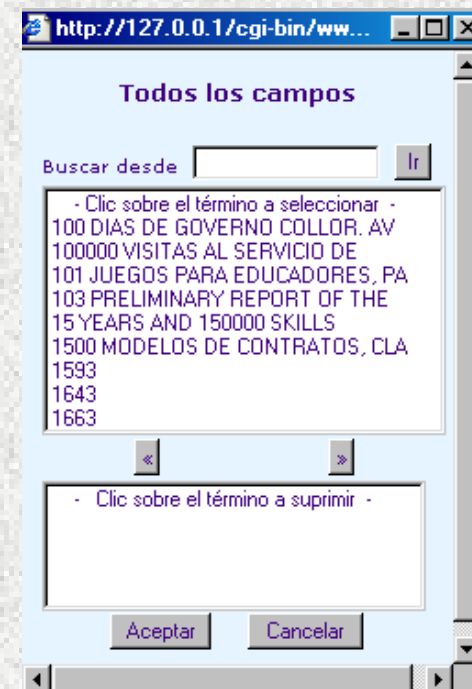 http://127.0.0.1/cgi-bin/ww...
Todos los campos
Buscar desde Ir
- Clic sobre el término a seleccionar -
100 DIAS DE GOVERNO COLLOR. AV
100000 VISITAS AL SERVICIO DE
101 JUEGOS PARA EDUCADORES, PA
103 PRELIMINARY REPORT OF THE
15 YEARS AND 150000 SKILLS
1500 MODELOS DE CONTRATOS, CLA
1593
1643
1663
« »
- Clic sobre el término a suprimir -
Aceptar Cancelar